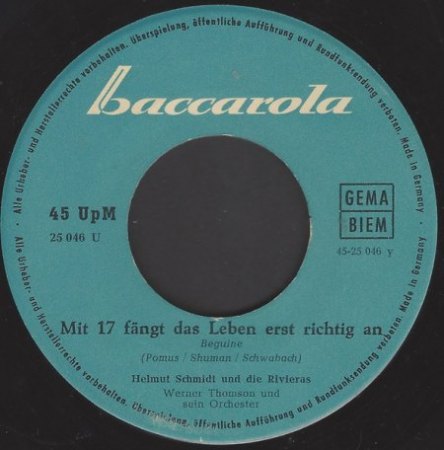 Alle Urheber- und Herstellerrechte vorbehalten. Überspielung, öffentliche Aufführung und Rundfunksendung verboten. Made in Germany
baccarola
45 UpM
25 046 U
GEMA
BIEM
45-25 046 y
Mit 17 fängt das Leben erst richtig an
Beguine
(Pomus / Shuman / Schwabach)
Helmut Schmidt und die Rivieras
Werner Thomson und
sein Orchester
Alle Urheber- und Herstellerrechte vorbehalten. Überspielung, öffentliche Aufführung und Rundfunksendung verboten. Made in Germany